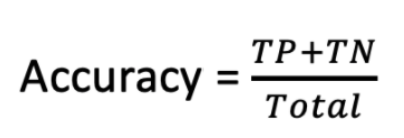 Accuracy = TP+TN / Total